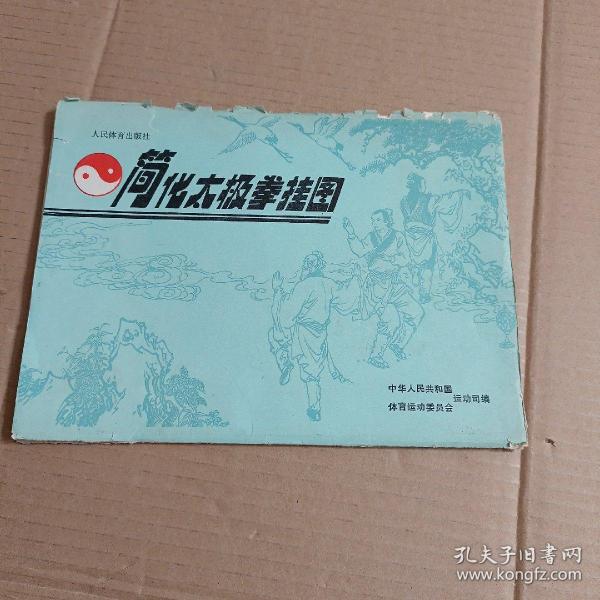 人民体育出版社
简化太极拳挂图
中华人民共和国
体育运动委员会
运动司编
孔夫子旧书网
www.kongfz.com